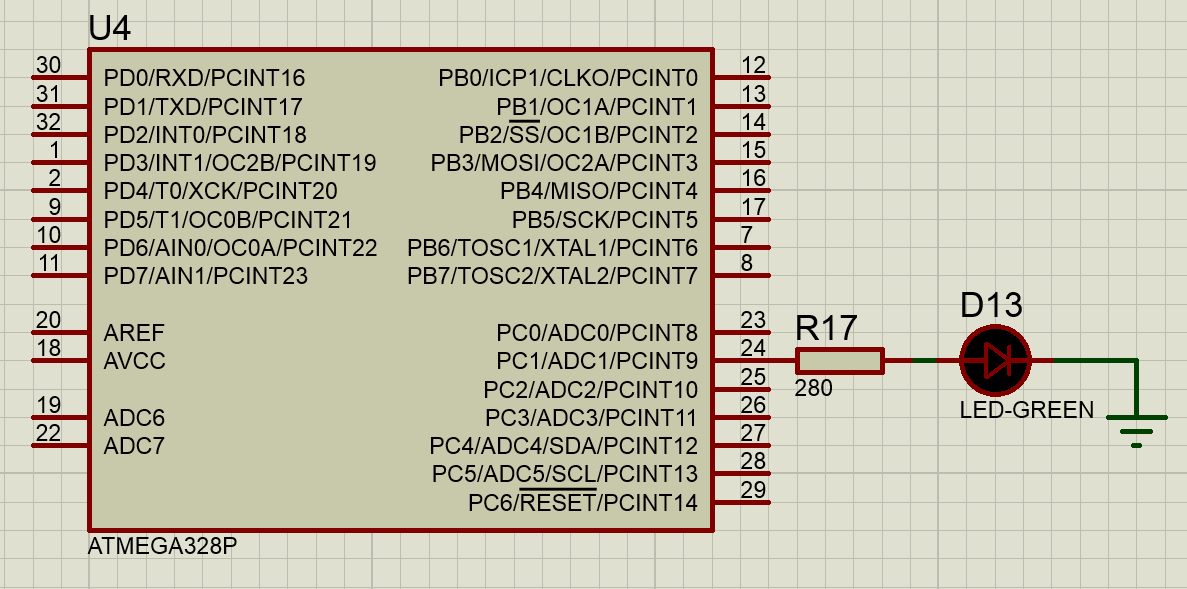 U4
30 PD0/RXD/PCINT16 PB0/ICP1/CLKO/PCINT0 12
31 PD1/TXD/PCINT17 PB1/OC1A/PCINT1 13
32 PD2/INT0/PCINT18 PB2/SS/OC1B/PCINT2 14
1 PD3/INT1/OC2B/PCINT19 PB3/MOSI/OC2A/PCINT3 15
2 PD4/T0/XCK/PCINT20 PB4/MISO/PCINT4 16
9 PD5/T1/OC0B/PCINT21 PB5/SCK/PCINT5 17
10 PD6/AIN0/OC0A/PCINT22 PB6/TOSC1/XTAL1/PCINT6 7
11 PD7/AIN1/PCINT23 PB7/TOSC2/XTAL2/PCINT7 8
20 AREF PC0/ADC0/PCINT8 23
18 AVCC PC1/ADC1/PCINT9 24
PC2/ADC2/PCINT10 25
19 ADC6 PC3/ADC3/PCINT11 26
22 ADC7 PC4/ADC4/SDA/PCINT12 27
PC5/ADC5/SCL/PCINT13 28
PC6/RESET/PCINT14 29
ATMEGA328P
R17
280
D13
LED-GREEN